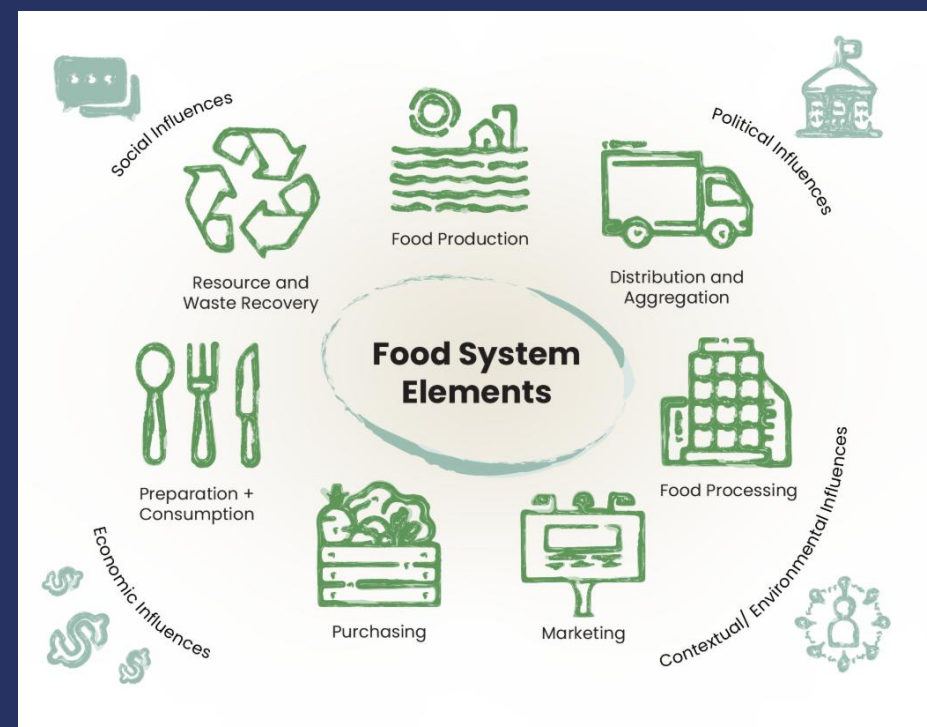 Social Influences
Political Influences
Food Production
Resource and
Waste Recovery
Distribution and
Aggregation
Food System
Elements
Preparation +
Consumption
Food Processing
Purchasing
Marketing
Economic Influences
Contextual/ Environmental Influences